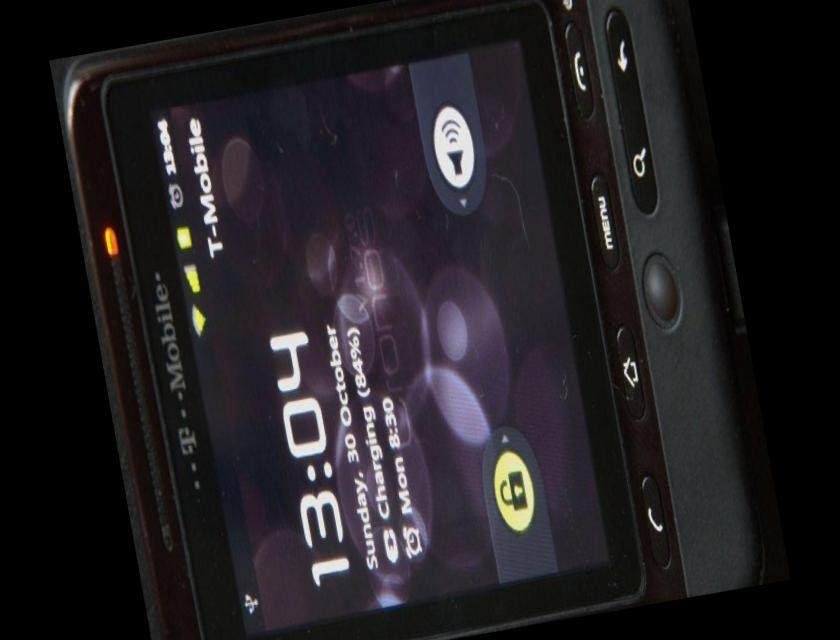 T-Mobile
13:04
T-Mobile
13:04
Sunday, 30 October
Charging (84%)
Mon 8:30
menu